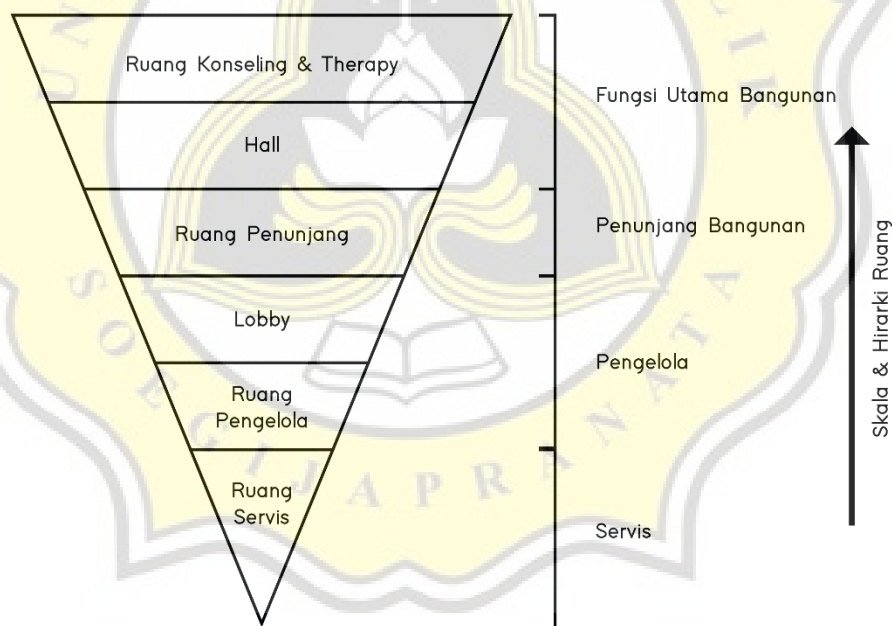 Ruang Konseling & Therapy
Hall
Ruang Penunjang
Lobby
Ruang
Pengelola
Ruang
Servis
Fungsi Utama Bangunan
Penunjang Bangunan
Pengelola
Servis
Skala & Hirarki Ruang
SOEGIJAPRANATA